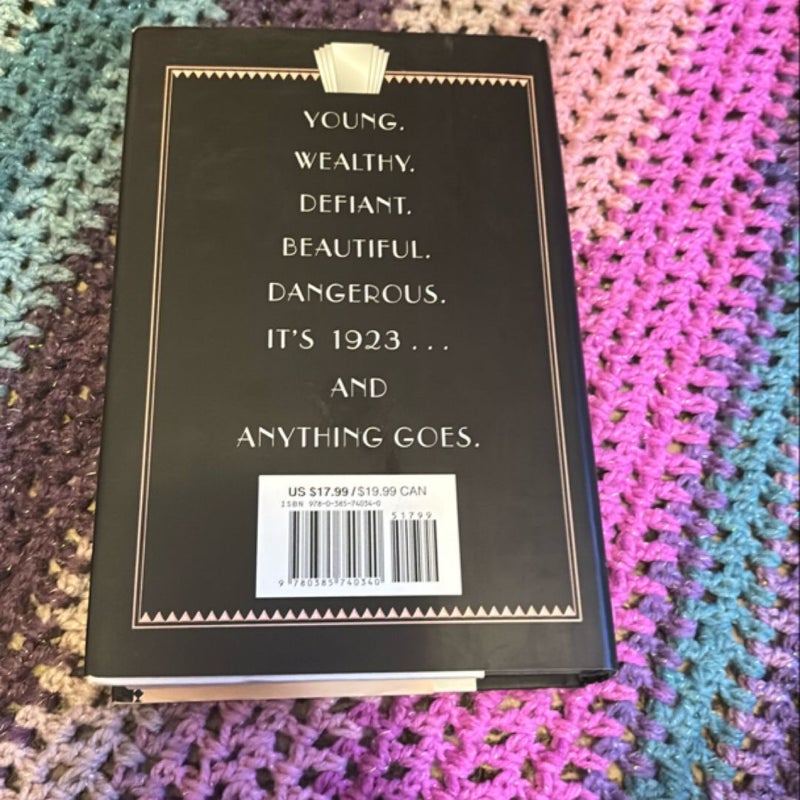 YOUNG.
WEALTHY.
DEFIANT.
BEAUTIFUL.
DANGEROUS.
IT'S 1923...
AND
ANYTHING GOES.
US $17.99/$19.99 CAN
ISBN 978-0-385-74034-0
51799
9 780385 740340